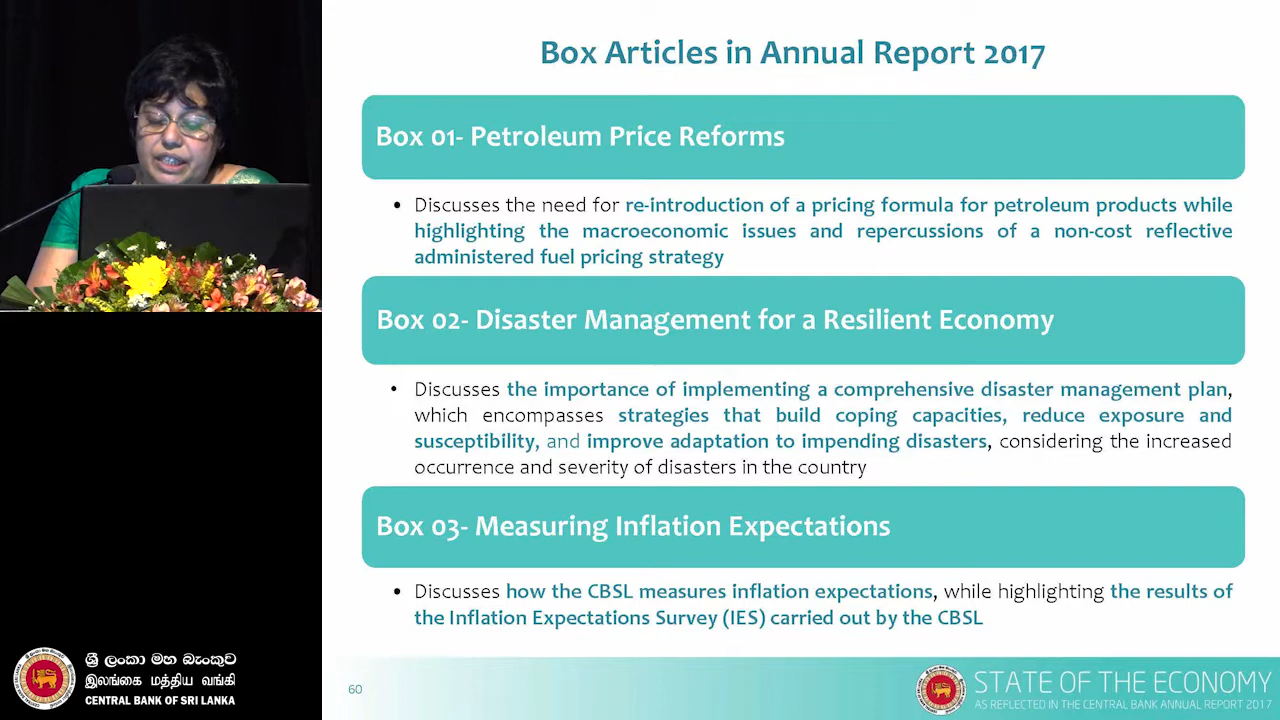 Box Articles in Annual Report 2017
Box 01- Petroleum Price Reforms
• Discusses the need for re-introduction of a pricing formula for petroleum products while
highlighting the macroeconomic issues and repercussions of a non-cost reflective
administered fuel pricing strategy
Box 02- Disaster Management for a Resilient Economy
• Discusses the importance of implementing a comprehensive disaster management plan,
which encompasses strategies that build coping capacities, reduce exposure and
susceptibility, and improve adaptation to impending disasters, considering the increased
occurrence and severity of disasters in the country
Box 03- Measuring Inflation Expectations
• Discusses how the CBSL measures inflation expectations, while highlighting the results of
the Inflation Expectations Survey (IES) carried out by the CBSL
ශ්‍රී ලංකා මහ බැංකුව
இலங்கை மத்திய வங்கி
CENTRAL BANK OF SRI LANKA
60
STATE OF THE ECONOMY
AS REFLECTED IN THE CENTRAL BANK ANNUAL REPORT 2017